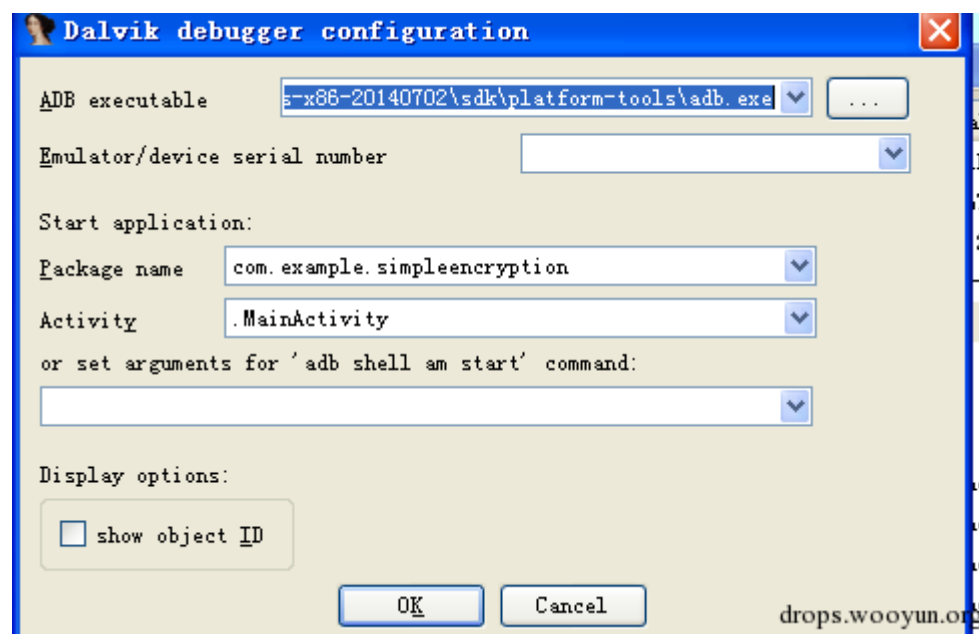 Dalvik debugger configuration
ADB executable s-x86-20140702\sdk\platform-tools\adb.exe ...
Emulator/device serial number
Start application:
Package name com.example.simpleencryption
Activity .MainActivity
or set arguments for 'adb shell am start' command:
Display options:
show object ID
OK Cancel
drops.wooyun.org